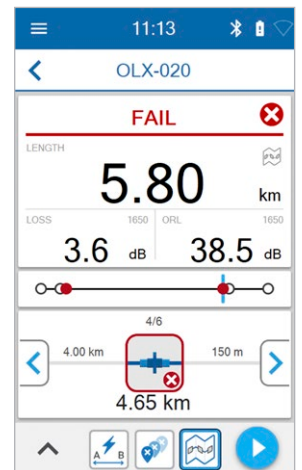 11:13
OLX-020
FAIL
LENGTH
5.80 km
LOSS 1650 ORL 1650
3.6 dB 38.5 dB
4/6
4.00 km 150 m
4.65 km
A B